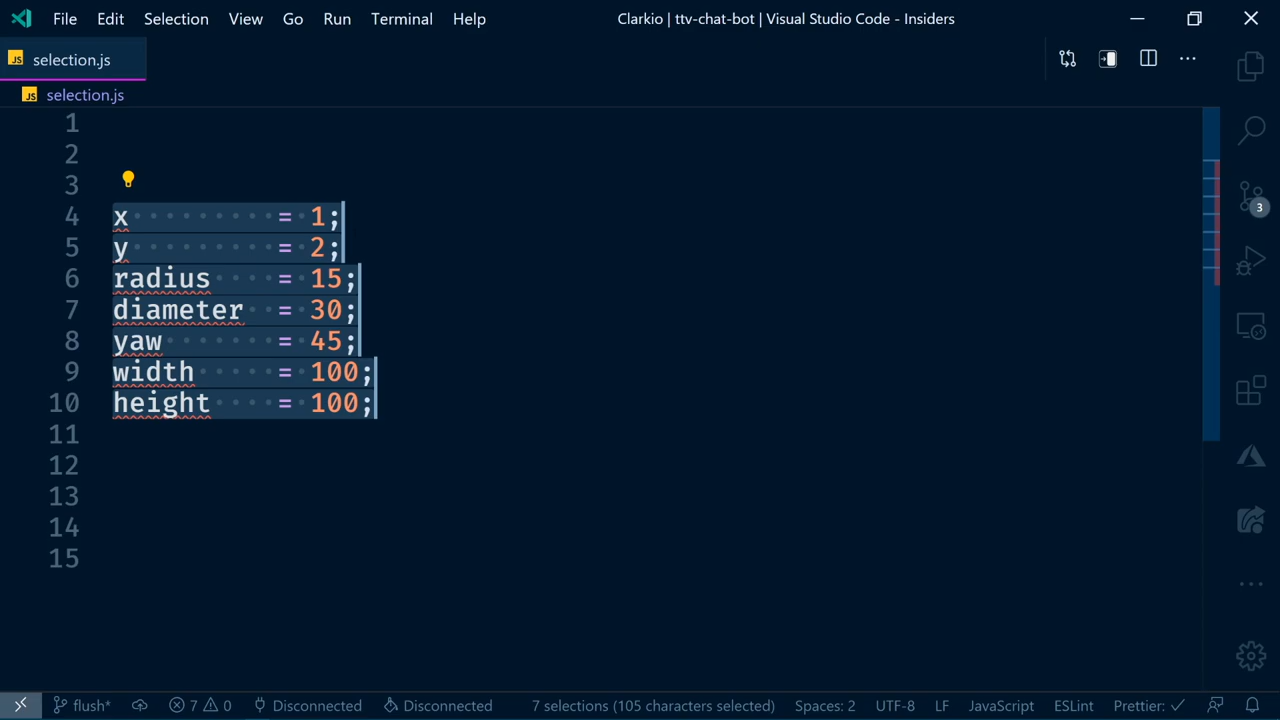 File Edit Selection View Go Run Terminal Help Clarkio | ttv-chat-bot | Visual Studio Code - Insiders
JS selection.js
JS selection.js
1
2
3
4 x = 1;
5 y = 2;
6 radius = 15;
7 diameter = 30;
8 yaw = 45;
9 width = 100;
10 height = 100;
11
12
13
14
15
3
flush* 7 0 Disconnected Disconnected 7 selections (105 characters selected) Spaces: 2 UTF-8 LF JavaScript ESLint Prettier: ✓